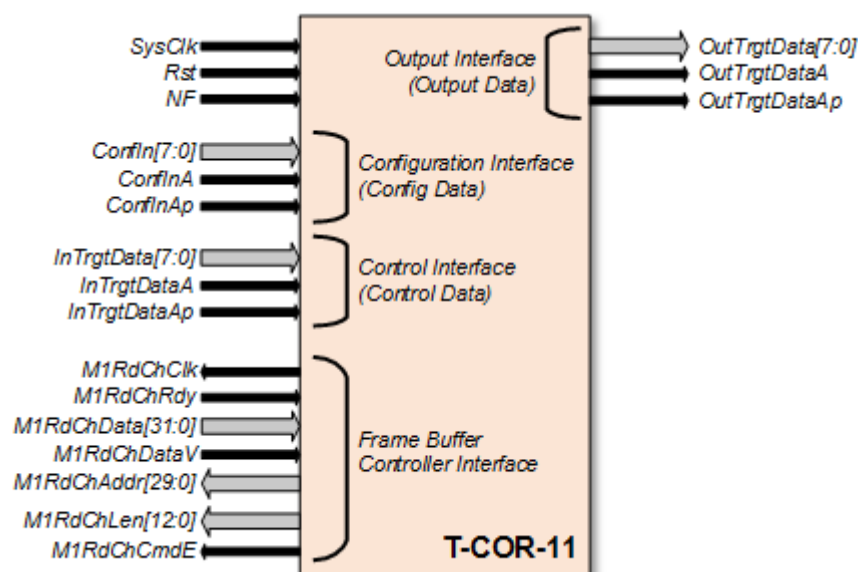 SysClk
Rst
NF
ConfIn[7:0]
ConfInA
ConfInAp
InTrgtData[7:0]
InTrgtDataA
InTrgtDataAp
M1RdChClk
M1RdChRdy
M1RdChData[31:0]
M1RdChDataV
M1RdChAddr[29:0]
M1RdChLen[12:0]
M1RdChCmdE
Output Interface
(Output Data)
Configuration Interface
(Config Data)
Control Interface
(Control Data)
Frame Buffer
Controller Interface
T-COR-11
OutTrgtData[7:0]
OutTrgtDataA
OutTrgtDataAp